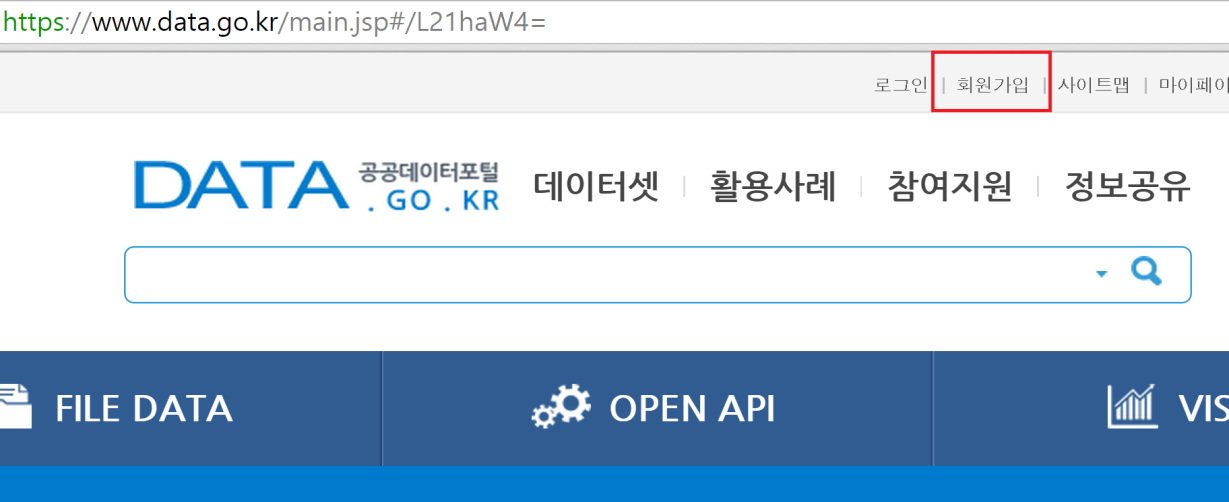 https://www.data.go.kr/main.jsp#/L21haW4=
로그인 | 회원가입 | 사이트맵 | 마이페이
DATA 공공데이터포털 . GO . KR 데이터셋 | 활용사례 | 참여지원 | 정보공유
FILE DATA OPEN API VIS